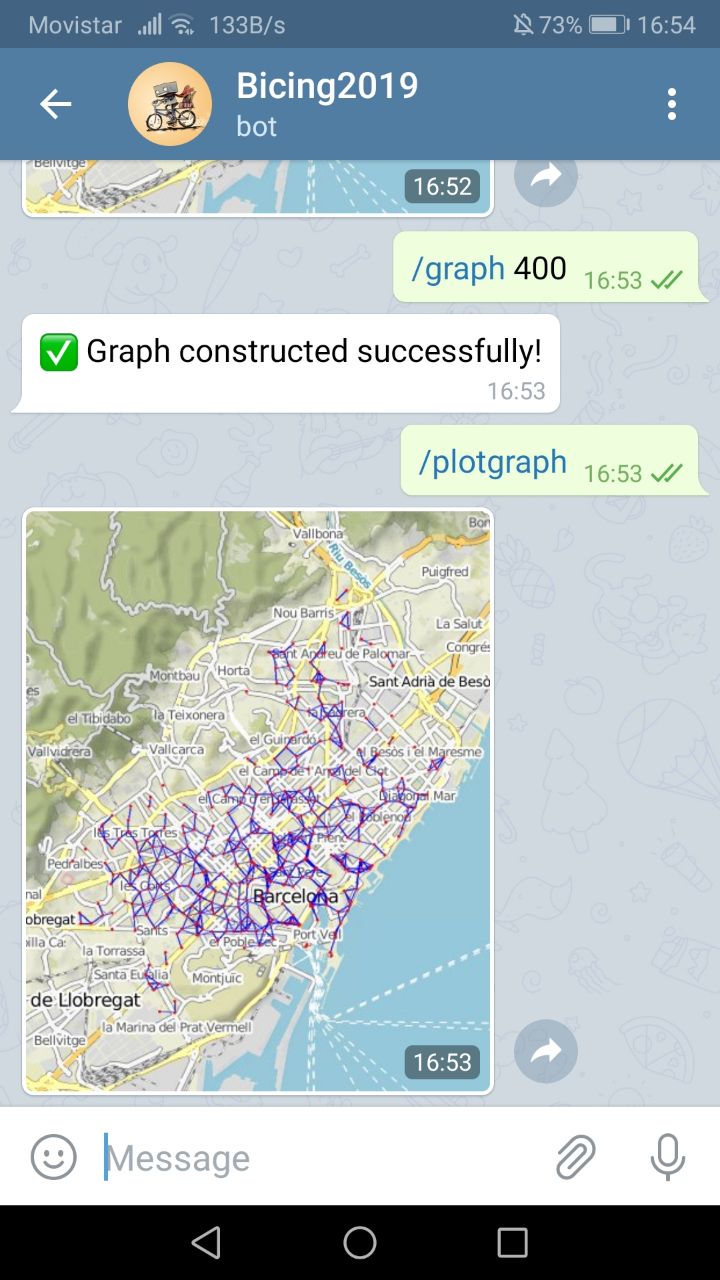 Movistar 133B/s 73% 16:54
Bicing2019
bot
Bellvitge
16:52
/graph 400 16:53
✅ Graph constructed successfully!
16:53
/plotgraph 16:53
Vallbona
Riu Besòs
Puigfred
Nou Barris
La Salut
Sant Andreu de Palomar
Congrés
Horta
Montbau
Sant Adrià de Besò
el Tibidabo
la Teixonera
la Sagrera
Vallvidrera
Vallcarca
el Guinardó
el Besòs i el Maresme
el Camp de l'Arpa del Clot
Diagonal Mar
el Poblenou
les Tres Torres
Pedralbes
les Corts
Barcelona
obregat
Sants
el Poble-sec
Port Vell
la Torrassa
Santa Eulàlia
Montjuïc
de Llobregat
la Marina del Prat Vermell
Bellvitge
16:53
Message